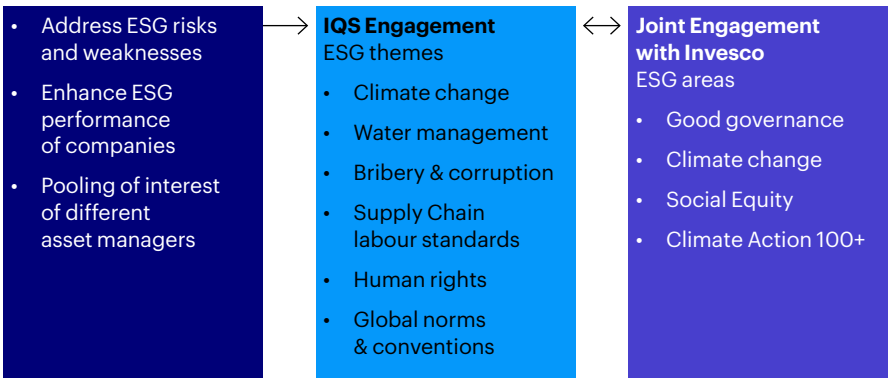 • Address ESG risks
and weaknesses
• Enhance ESG
performance
of companies
• Pooling of interest
of different
asset managers
IQS Engagement
ESG themes
• Climate change
• Water management
• Bribery & corruption
• Supply Chain
labour standards
• Human rights
• Global norms
& conventions
Joint Engagement
with Invesco
ESG areas
• Good governance
• Climate change
• Social Equity
• Climate Action 100+